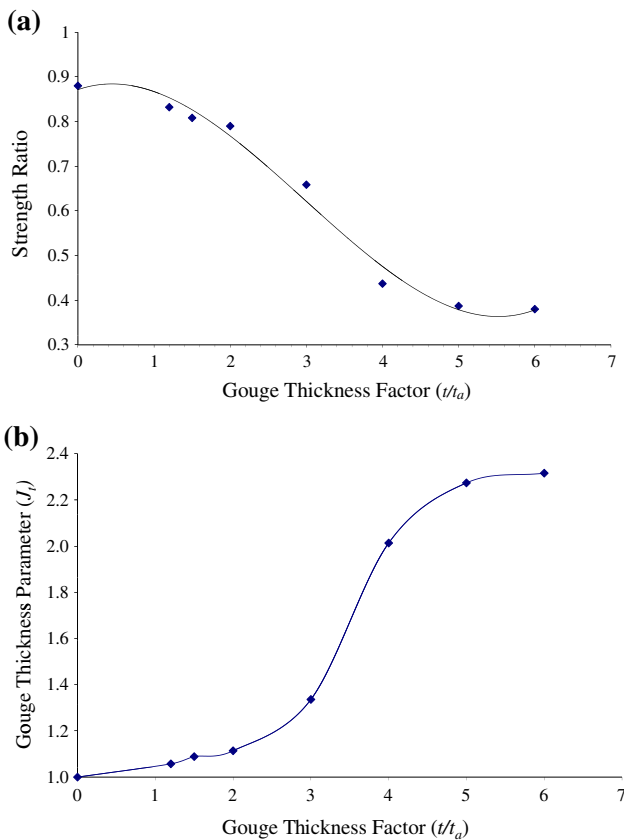 (a)
1
0.9
0.8
0.7
0.6
0.5
0.4
0.3
Strength Ratio
0 1 2 3 4 5 6 7
Gouge Thickness Factor (t/ta)
(b)
2.4
2.2
2.0
1.8
1.6
1.4
1.2
1.0
Gouge Thickness Parameter (Jt)
0 1 2 3 4 5 6 7
Gouge Thickness Factor (t/ta)